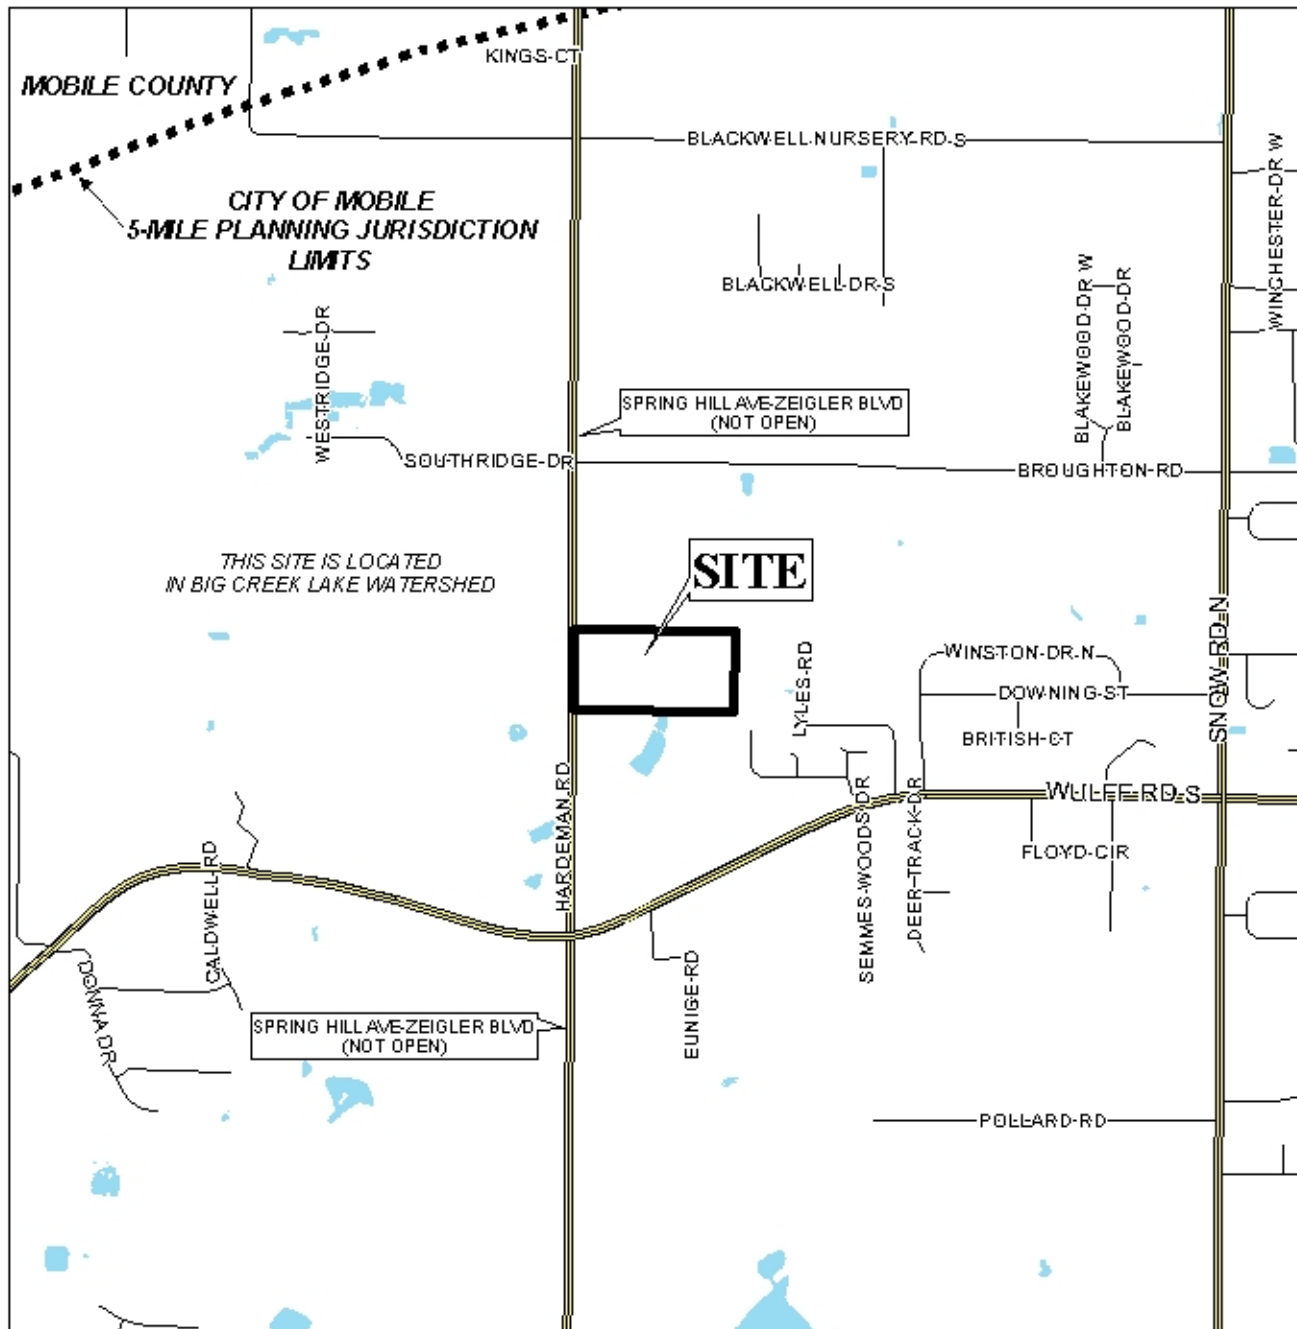 KINGS-CT
MOBILE COUNTY
BLACKWELL-NURSERY-RD-S
WINCHESTER-DR W
CITY OF MOBILE
5-MILE PLANNING JURISDICTION
LIMITS
BLACKWELL-DR-S
BLAKEWOOD-DR W
BLAKEWOOD-DR
WESTRIDGE-DR
SPRING HILL AVE-ZEIGLER BLVD
(NOT OPEN)
SOUTHRIDGE-DR
BROUGHTON-RD
THIS SITE IS LOCATED
IN BIG CREEK LAKE WATERSHED
SITE
SNOW-RD-N
WINSTON-DR-N
LYLES-RD
DOWNING-ST
BRITISH-CT
HARDEMAN-RD
WULFF-RD-S
CALDWELL-RD
SEMMES-WOODS-DR
DEER-TRACK-DR
FLOYD-CIR
DONNA-DR
EUNIGE-RD
SPRING HILL AVE-ZEIGLER BLVD
(NOT OPEN)
POLLARD-RD